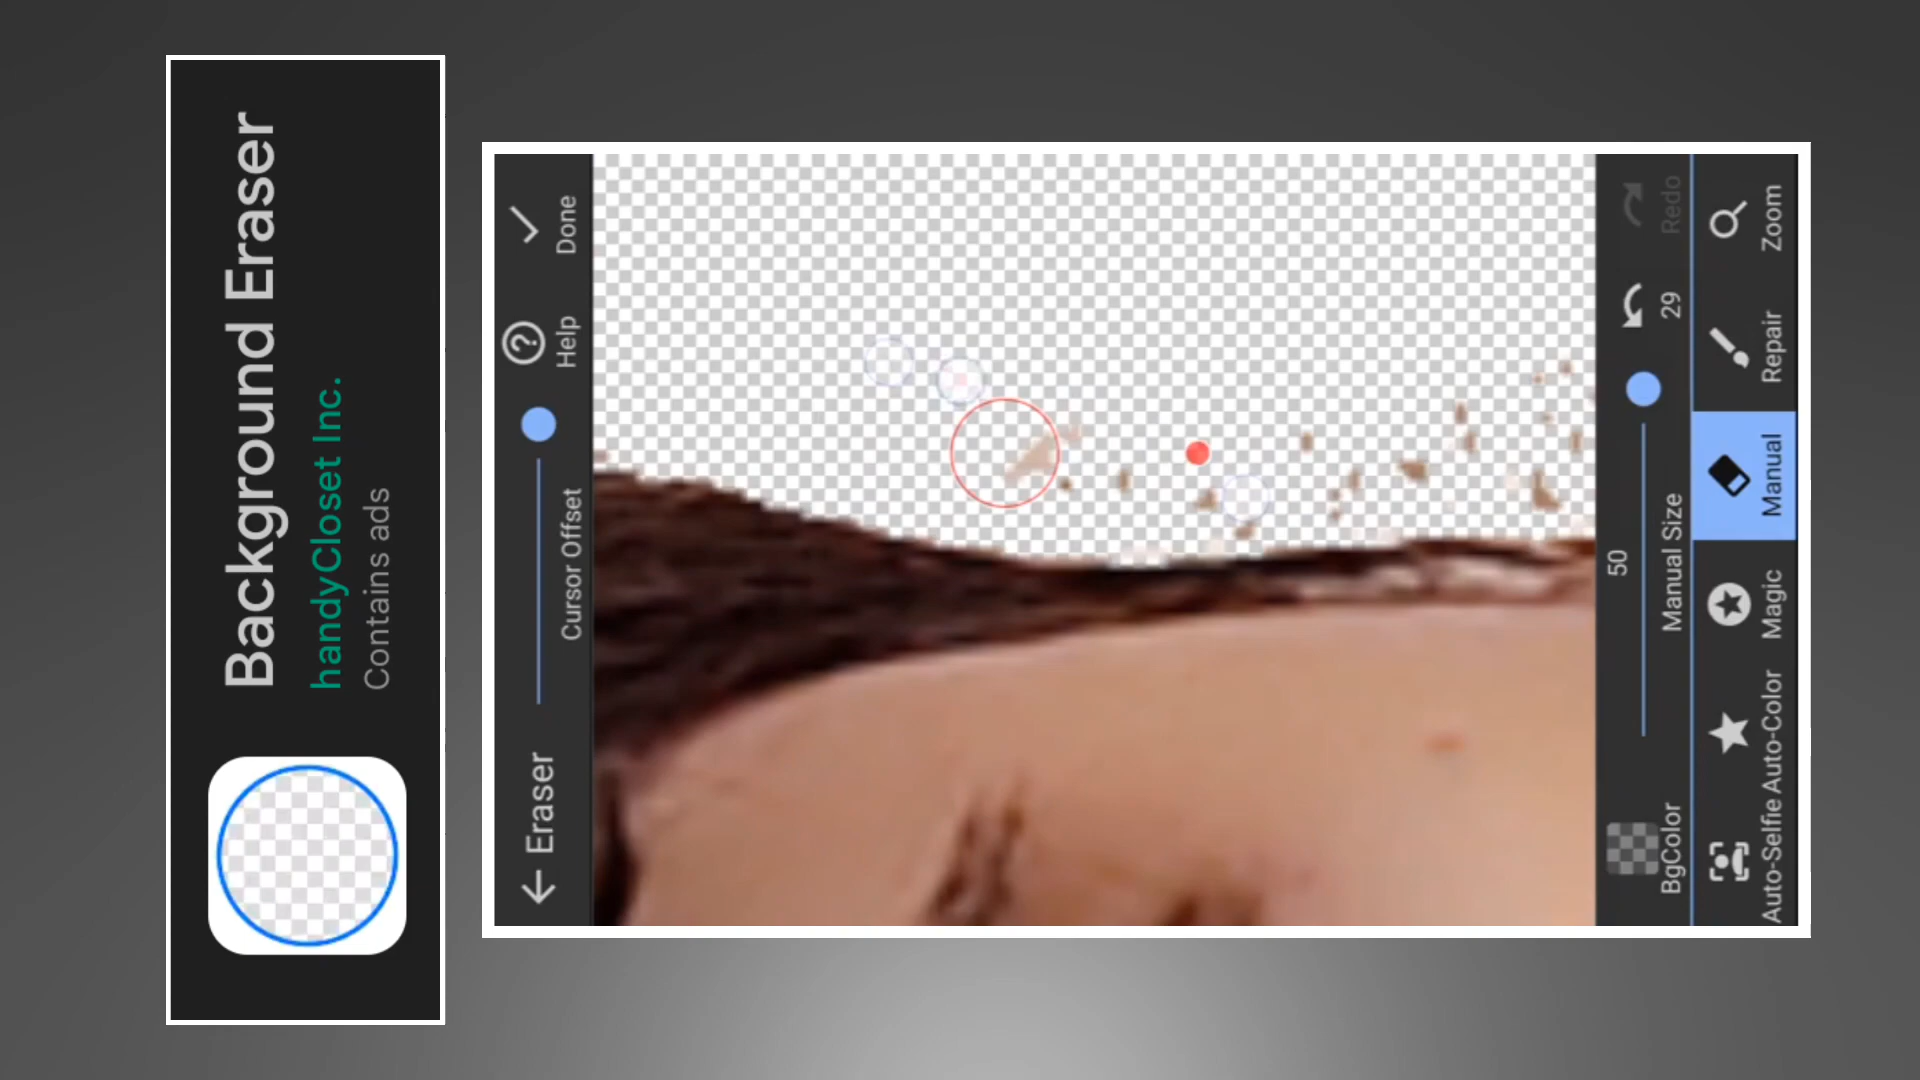 Background Eraser
handyCloset Inc.
Contains ads
Eraser
Cursor Offset
Help
Done
50
BgColor
Manual Size
29
Redo
Auto-Selfie
Auto-Color
Magic
Manual
Repair
Zoom